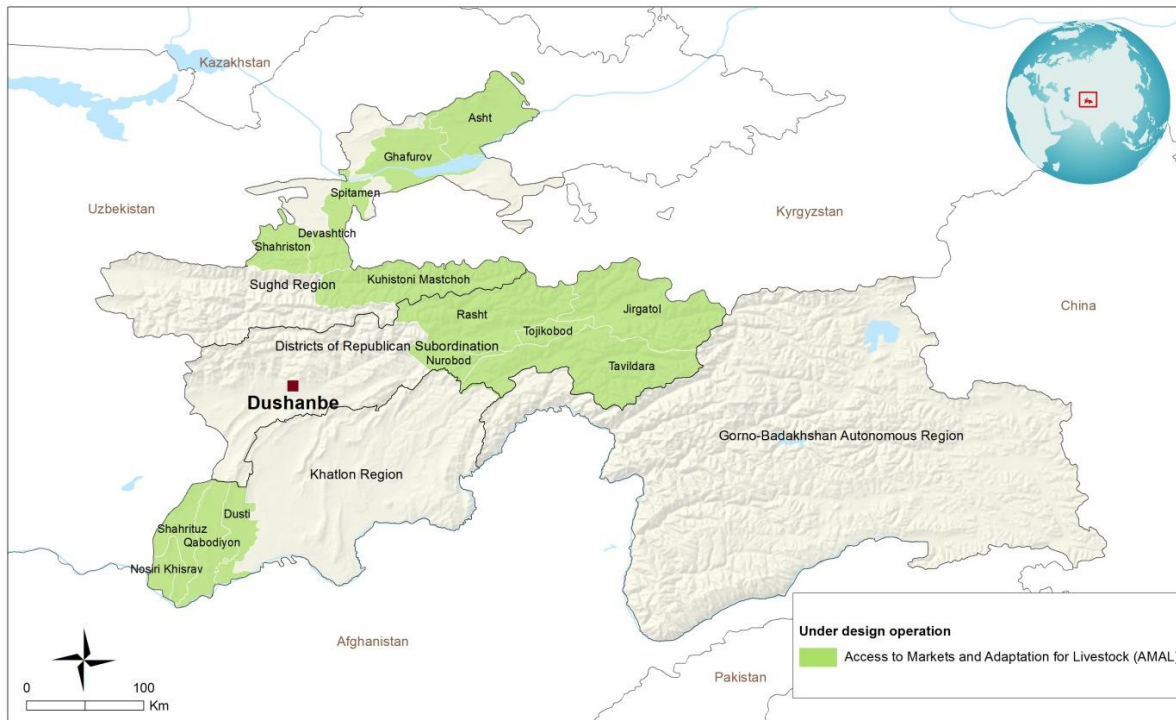 Kazakhstan
Asht
Ghafurov
Spitamen
Uzbekistan
Kyrgyzstan
Devashtich
Shahriston
Kuhistoni Mastchoh
Sughd Region
China
Rasht
Jirgatol
Tojikobod
Districts of Republican Subordination
Nurobod
Tavildara
Dushanbe
Gorno-Badakhshan Autonomous Region
Khatlon Region
Dusti
Shahrituz
Qabodiyon
Nosiri Khisrav
Afghanistan
Pakistan
Under design operation
Access to Markets and Adaptation for Livestock (AMAL)
0 100
Km